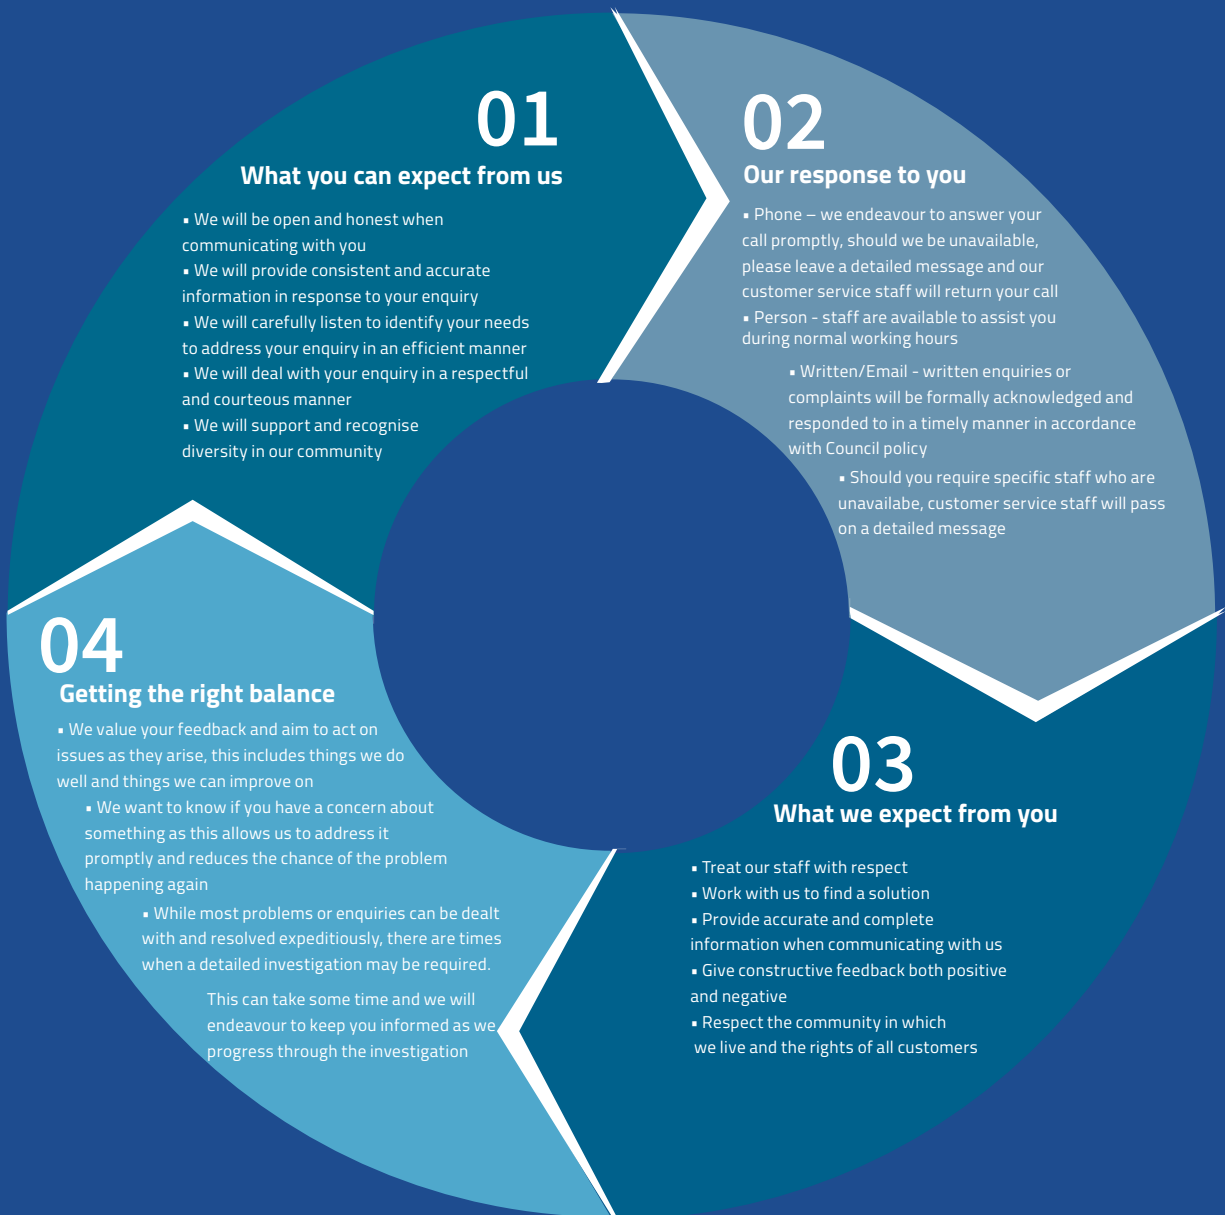 01
What you can expect from us
▪ We will be open and honest when
communicating with you
▪ We will provide consistent and accurate
information in response to your enquiry
▪ We will carefully listen to identify your needs
to address your enquiry in an efficient manner
▪ We will deal with your enquiry in a respectful
and courteous manner
▪ We will support and recognise
diversity in our community
02
Our response to you
▪ Phone – we endeavour to answer your
call promptly, should we be unavailable,
please leave a detailed message and our
customer service staff will return your call
▪ Person - staff are available to assist you
during normal working hours
▪ Written/Email - written enquiries or
complaints will be formally acknowledged and
responded to in a timely manner in accordance
with Council policy
▪ Should you require specific staff who are
unavailabe, customer service staff will pass
on a detailed message
03
What we expect from you
▪ Treat our staff with respect
▪ Work with us to find a solution
▪ Provide accurate and complete
information when communicating with us
▪ Give constructive feedback both positive
and negative
▪ Respect the community in which
we live and the rights of all customers
04
Getting the right balance
▪ We value your feedback and aim to act on
issues as they arise, this includes things we do
well and things we can improve on
▪ We want to know if you have a concern about
something as this allows us to address it
promptly and reduces the chance of the problem
happening again
▪ While most problems or enquiries can be dealt
with and resolved expeditiously, there are times
when a detailed investigation may be required.
This can take some time and we will
endeavour to keep you informed as we
progress through the investigation